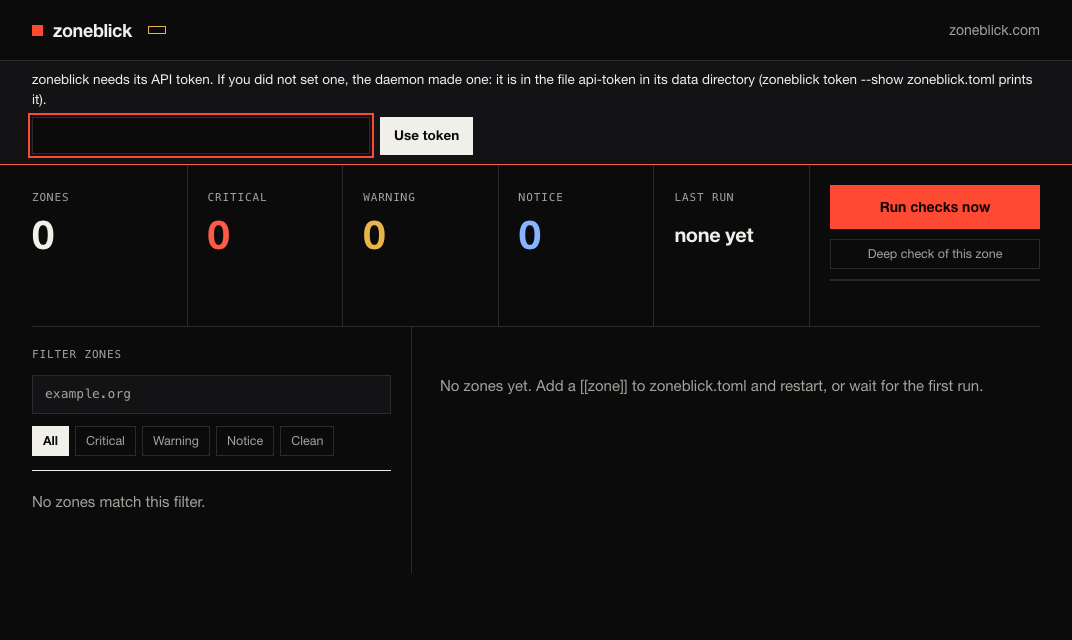 zoneblick
zoneblick.com
zoneblick needs its API token. If you did not set one, the daemon made one: it is in the file api-token in its data directory (zoneblick token --show zoneblick.toml prints
it).
Use token
ZONES
0
CRITICAL
0
WARNING
0
NOTICE
0
LAST RUN
none yet
Run checks now
Deep check of this zone
FILTER ZONES
example.org
All
Critical
Warning
Notice
Clean
No zones match this filter.
No zones yet. Add a [[zone]] to zoneblick.toml and restart, or wait for the first run.